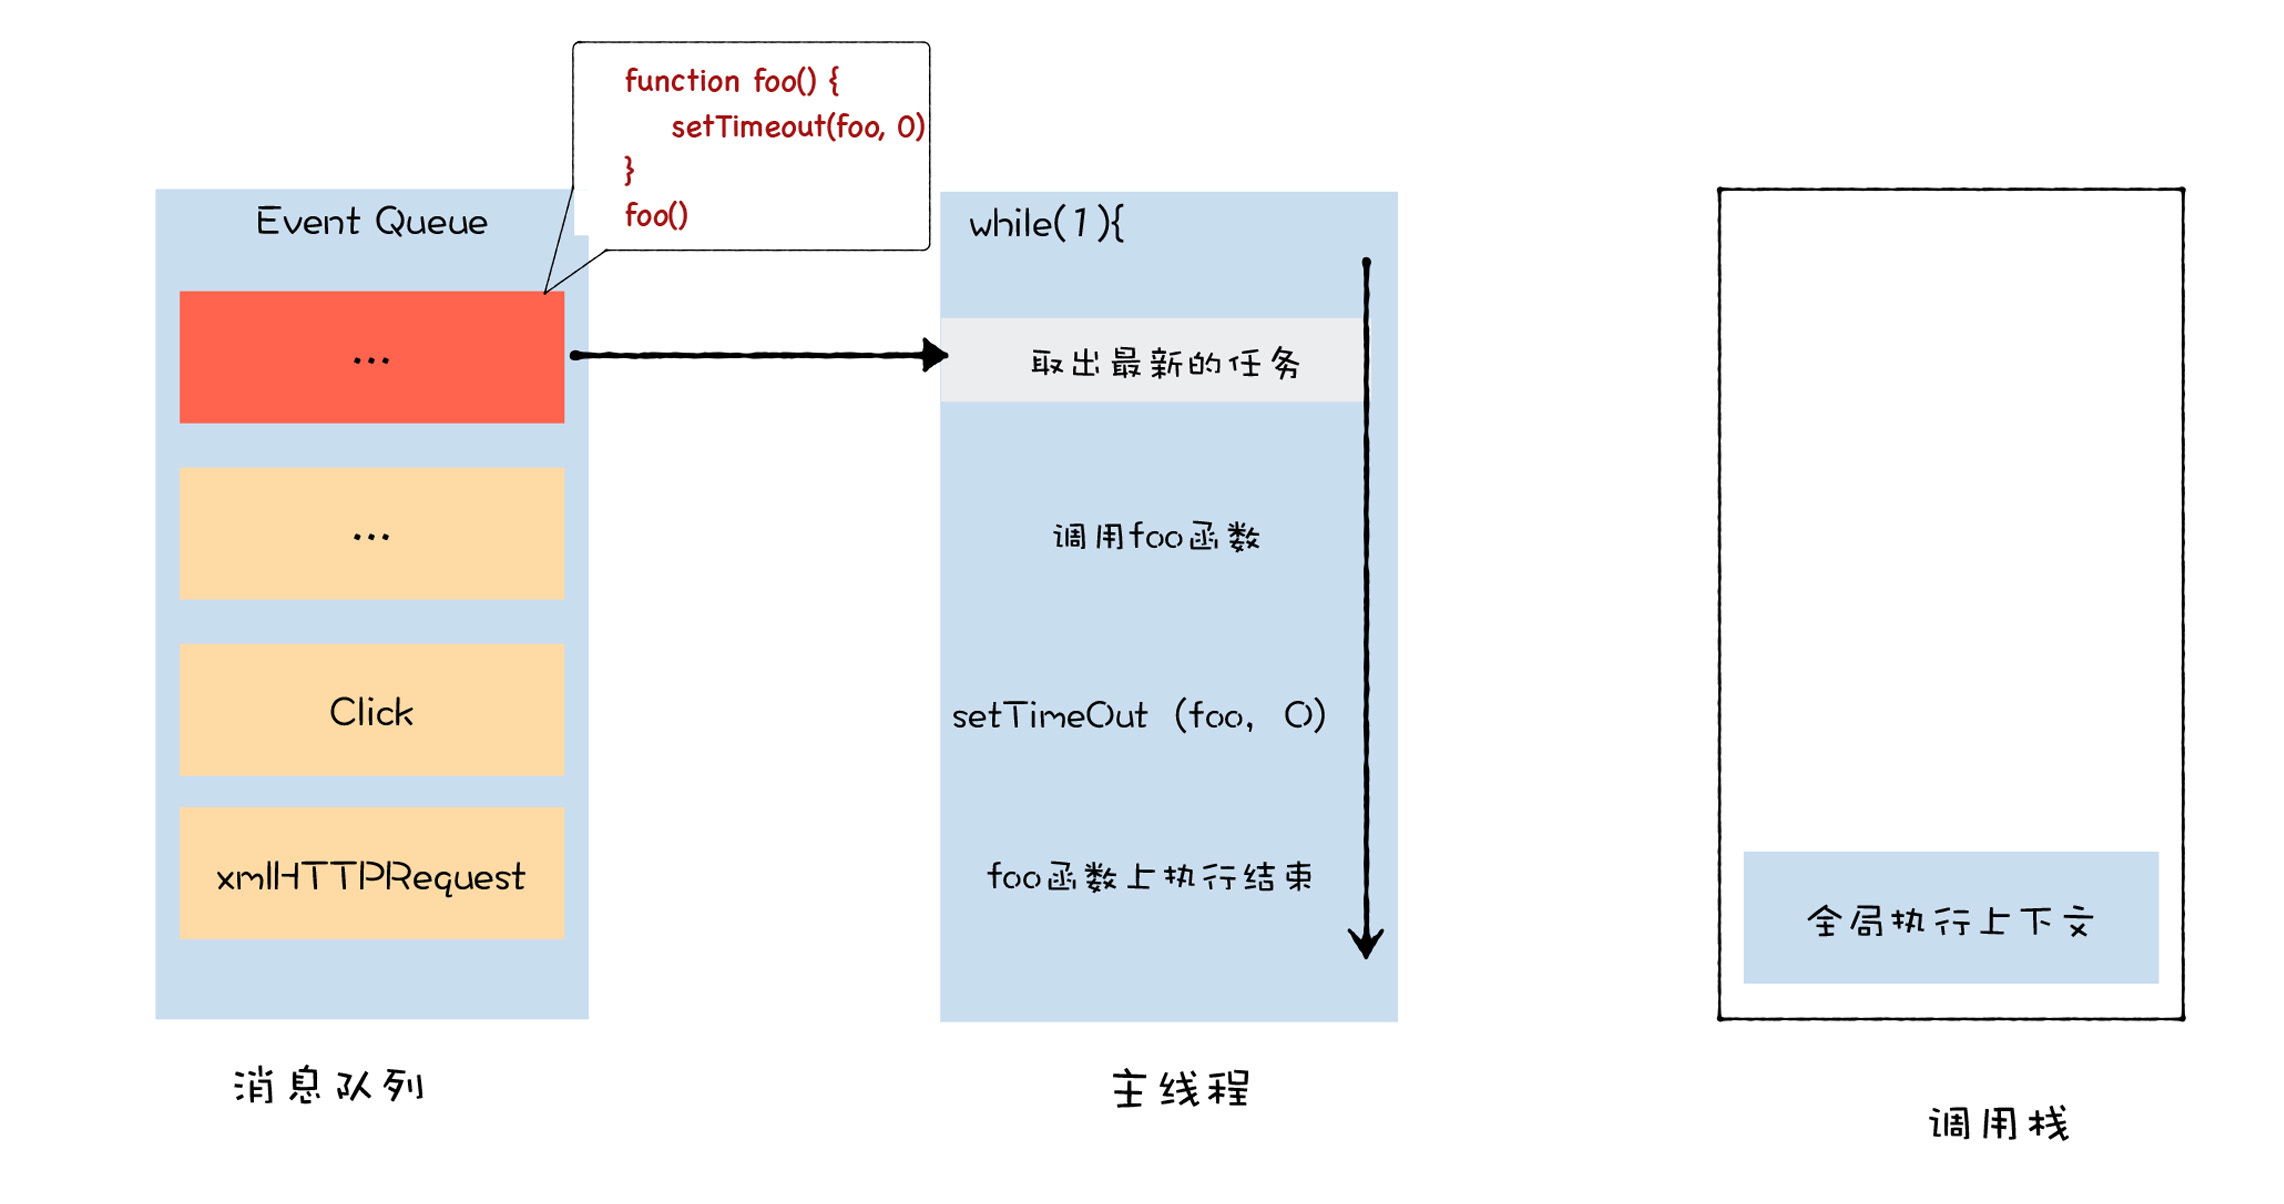 function foo() {
setTimeout(foo, 0)
}
foo()
Event Queue
...
...
Click
xmlHTTPRequest
消息队列
while(1){
取出最新的任务
调用foo函数
setTimeOut (foo, 0)
foo函数上执行结束
主线程
全局执行上下文
调用栈